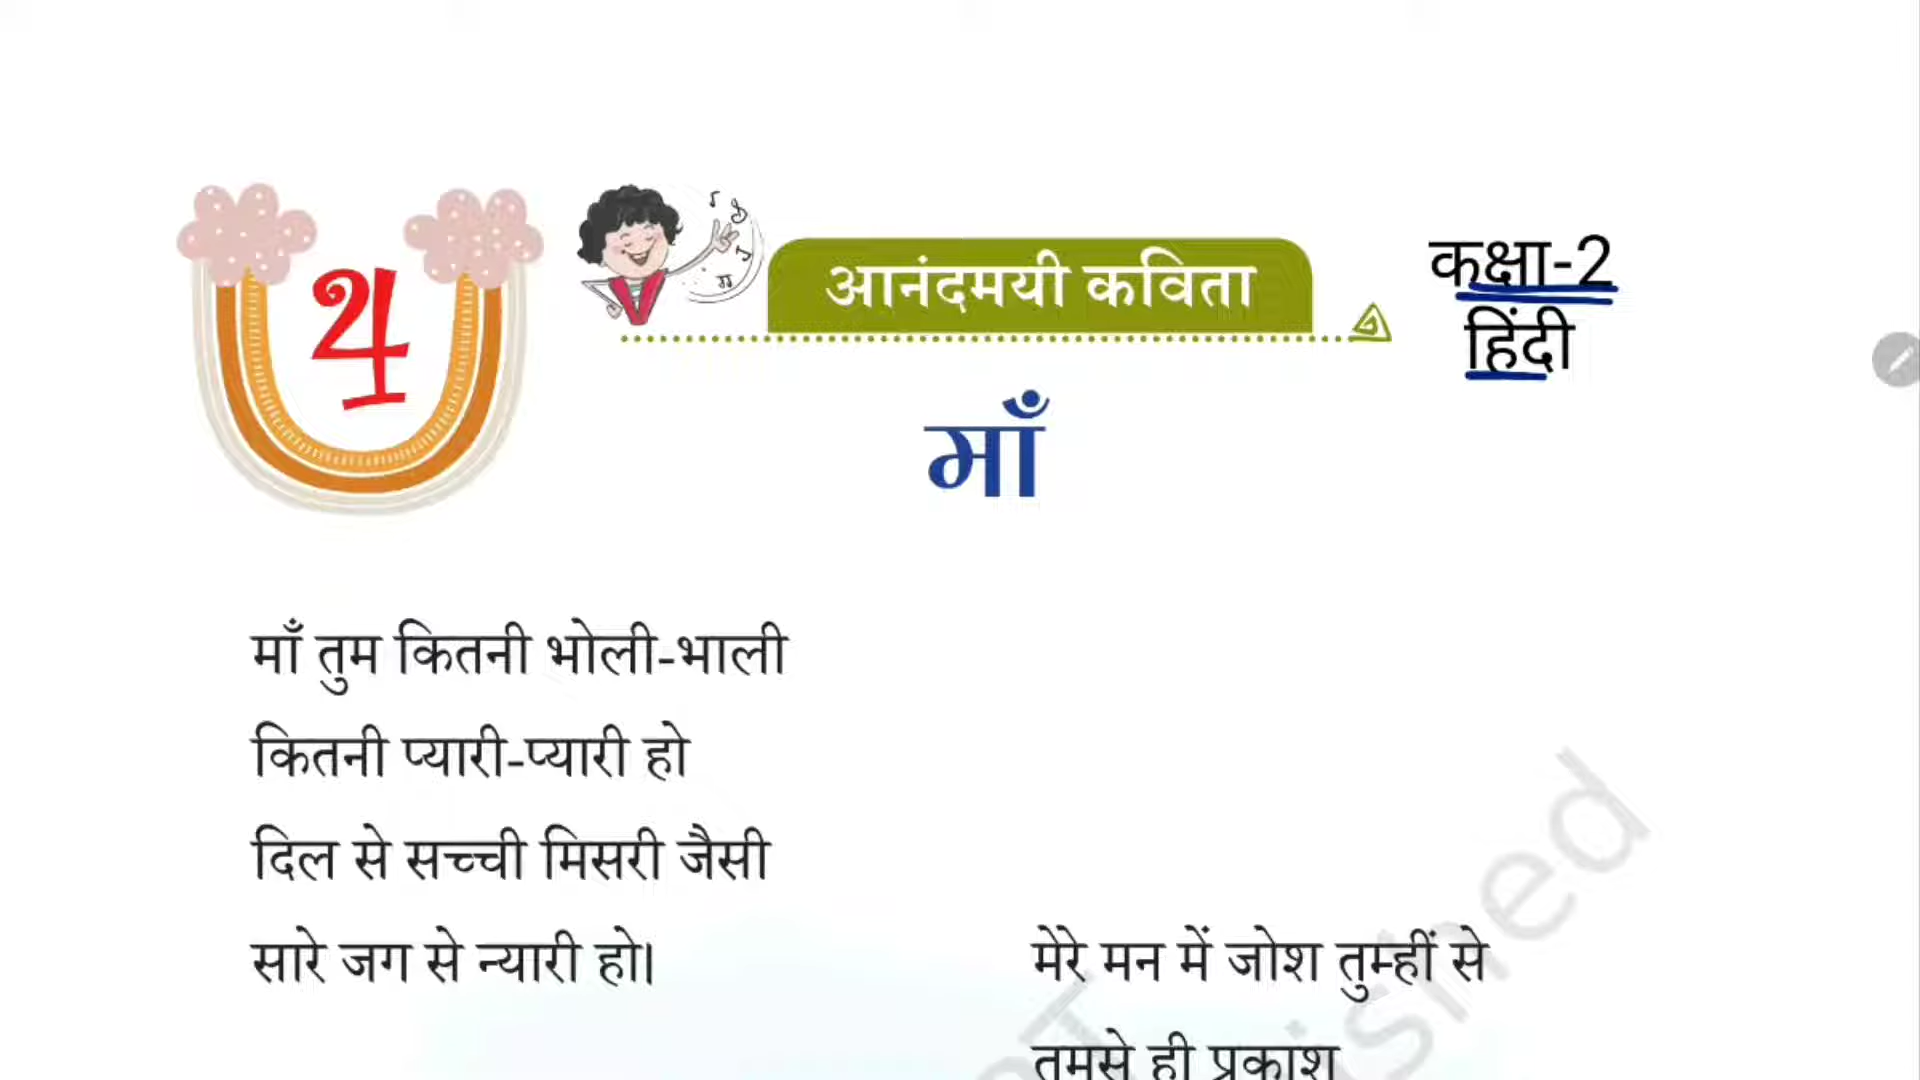 4
आनंदमयी कविता
कक्षा-2
हिंदी
माँ
माँ तुम कितनी भोली-भाली
कितनी प्यारी-प्यारी हो
दिल से सच्ची मिसरी जैसी
सारे जग से न्यारी हो।
मेरे मन में जोश तुम्हीं से
तुमसे ही प्रकाश